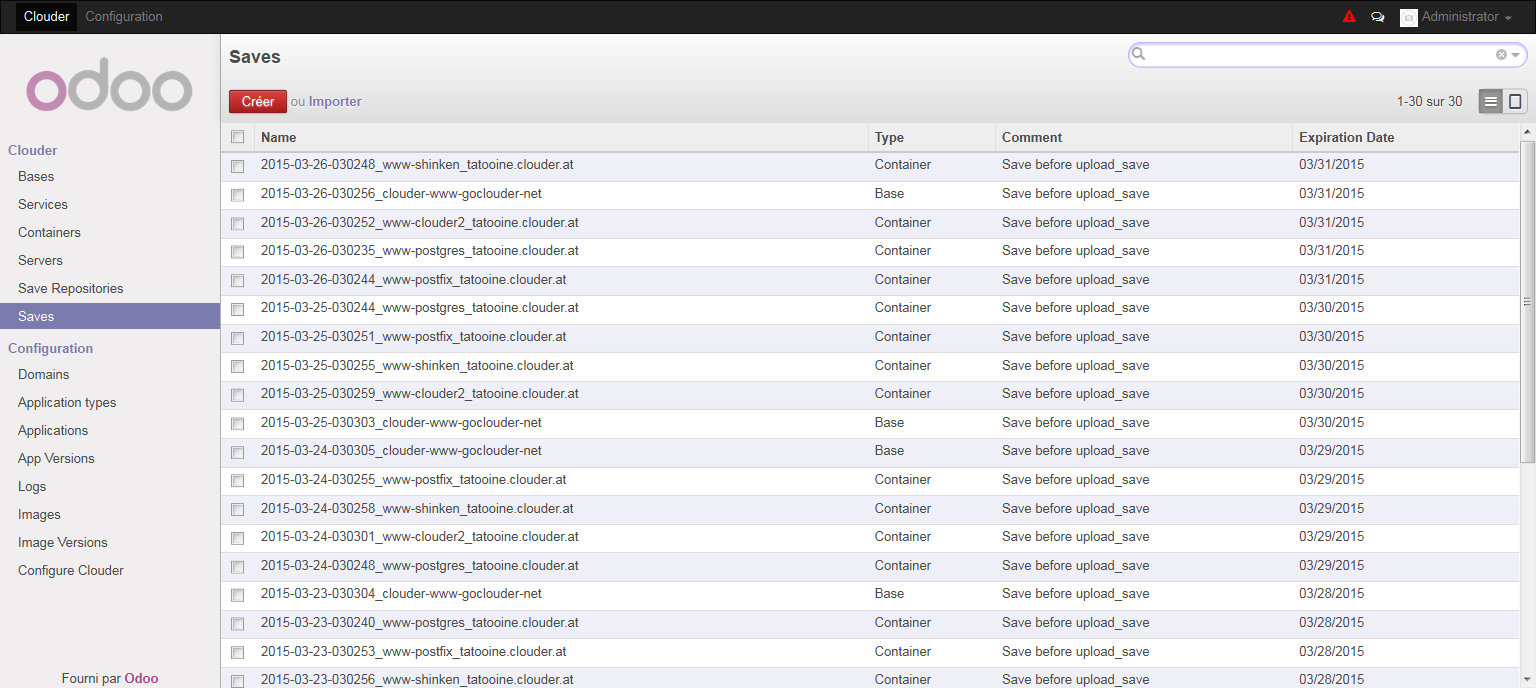 Clouder Configuration Administrator
odoo
Saves
Créer ou Importer 1-30 sur 30
Clouder
Bases
Services
Containers
Servers
Save Repositories
Saves
Configuration
Domains
Application types
Applications
App Versions
Logs
Images
Image Versions
Configure Clouder
Fourni par Odoo
Name Type Comment Expiration Date
2015-03-26-030248_www-shinken_tatooine.clouder.at Container Save before upload_save 03/31/2015
2015-03-26-030256_clouder-www-goclouder-net Base Save before upload_save 03/31/2015
2015-03-26-030252_www-clouder2_tatooine.clouder.at Container Save before upload_save 03/31/2015
2015-03-26-030235_www-postgres_tatooine.clouder.at Container Save before upload_save 03/31/2015
2015-03-26-030244_www-postfix_tatooine.clouder.at Container Save before upload_save 03/31/2015
2015-03-25-030244_www-postgres_tatooine.clouder.at Container Save before upload_save 03/30/2015
2015-03-25-030251_www-postfix_tatooine.clouder.at Container Save before upload_save 03/30/2015
2015-03-25-030255_www-shinken_tatooine.clouder.at Container Save before upload_save 03/30/2015
2015-03-25-030259_www-clouder2_tatooine.clouder.at Container Save before upload_save 03/30/2015
2015-03-25-030303_clouder-www-goclouder-net Base Save before upload_save 03/30/2015
2015-03-24-030305_clouder-www-goclouder-net Base Save before upload_save 03/29/2015
2015-03-24-030255_www-postfix_tatooine.clouder.at Container Save before upload_save 03/29/2015
2015-03-24-030258_www-shinken_tatooine.clouder.at Container Save before upload_save 03/29/2015
2015-03-24-030301_www-clouder2_tatooine.clouder.at Container Save before upload_save 03/29/2015
2015-03-24-030248_www-postgres_tatooine.clouder.at Container Save before upload_save 03/29/2015
2015-03-23-030304_clouder-www-goclouder-net Base Save before upload_save 03/28/2015
2015-03-23-030240_www-postgres_tatooine.clouder.at Container Save before upload_save 03/28/2015
2015-03-23-030253_www-postfix_tatooine.clouder.at Container Save before upload_save 03/28/2015
2015-03-23-030256_www-shinken_tatooine.clouder.at Container Save before upload_save 03/28/2015